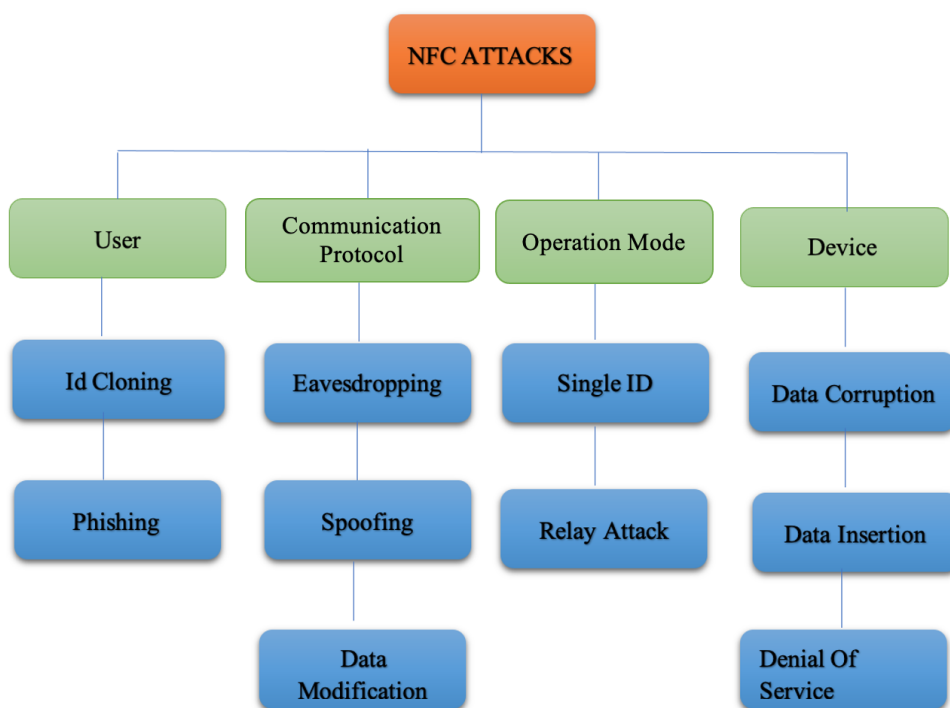 NFC ATTACKS
User
Communication
Protocol
Operation Mode
Device
Id Cloning
Eavesdropping
Single ID
Data Corruption
Phishing
Spoofing
Relay Attack
Data Insertion
Data
Modification
Denial Of
Service